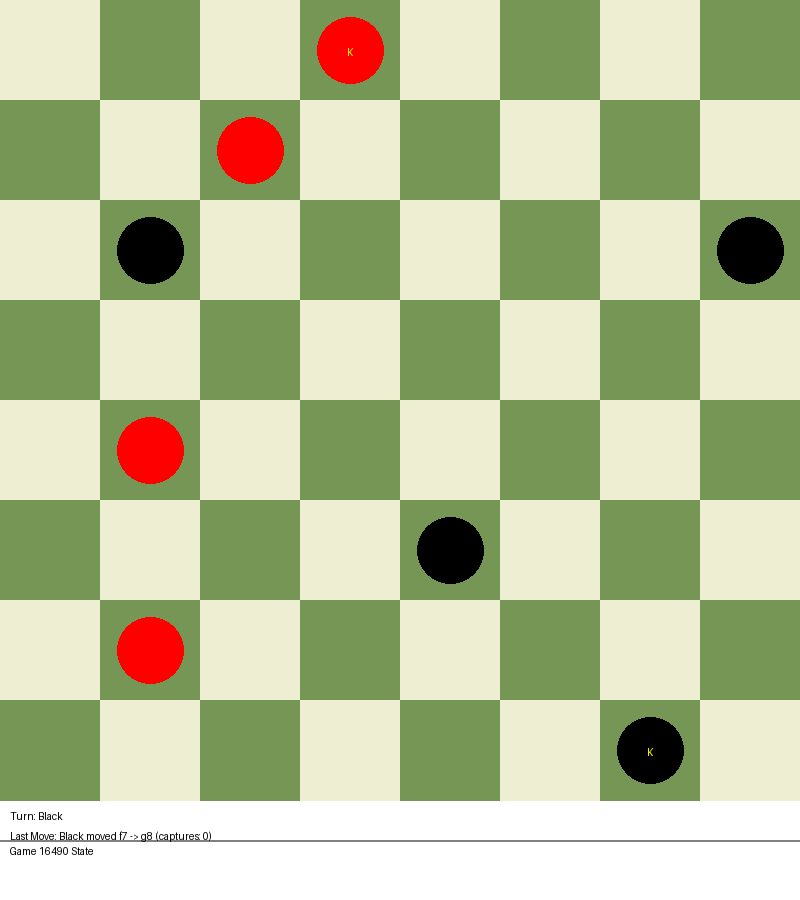 K
K
Turn: Black
Last Move: Black moved f7 -> g8 (captures: 0)
Game 16490 State